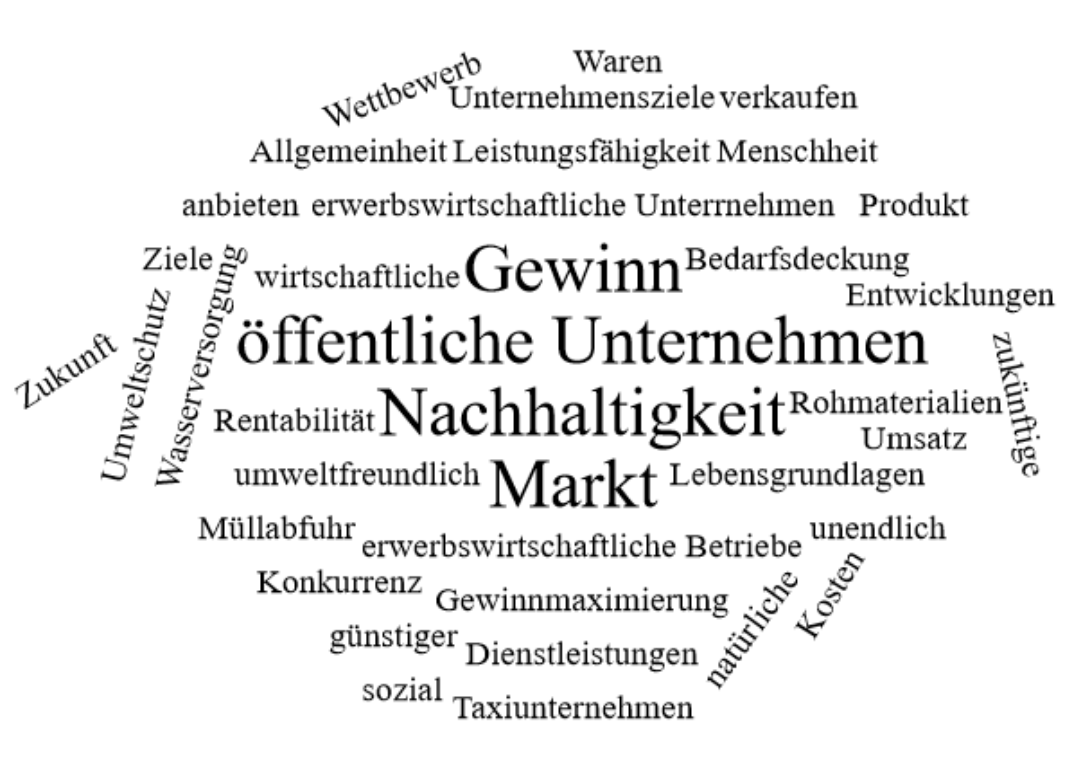 Waren
Wettbewerb
Unternehmensziele verkaufen
Allgemeinheit Leistungsfähigkeit Menschheit
anbieten erwerbswirtschaftliche Unterrnehmen Produkt
Ziele wirtschaftliche Gewinn Bedarfsdeckung
Entwicklungen
Zukunft
Umweltschutz
Wasserversorgung
öffentliche Unternehmen
zukünftige
Rentabilität Nachhaltigkeit Rohmaterialien
Umsatz
umweltfreundlich Markt Lebensgrundlagen
Müllabfuhr erwerbswirtschaftliche Betriebe unendlich
Konkurrenz Gewinnmaximierung
natürliche
Kosten
günstiger Dienstleistungen
sozial Taxiunternehmen